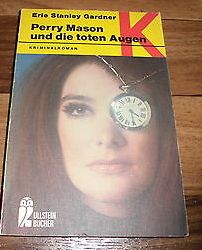 Erle Stanley Gardner
Perry Mason
und die toten Augen
K
KRIMINALROMAN
ULLSTEIN
BÜCHER